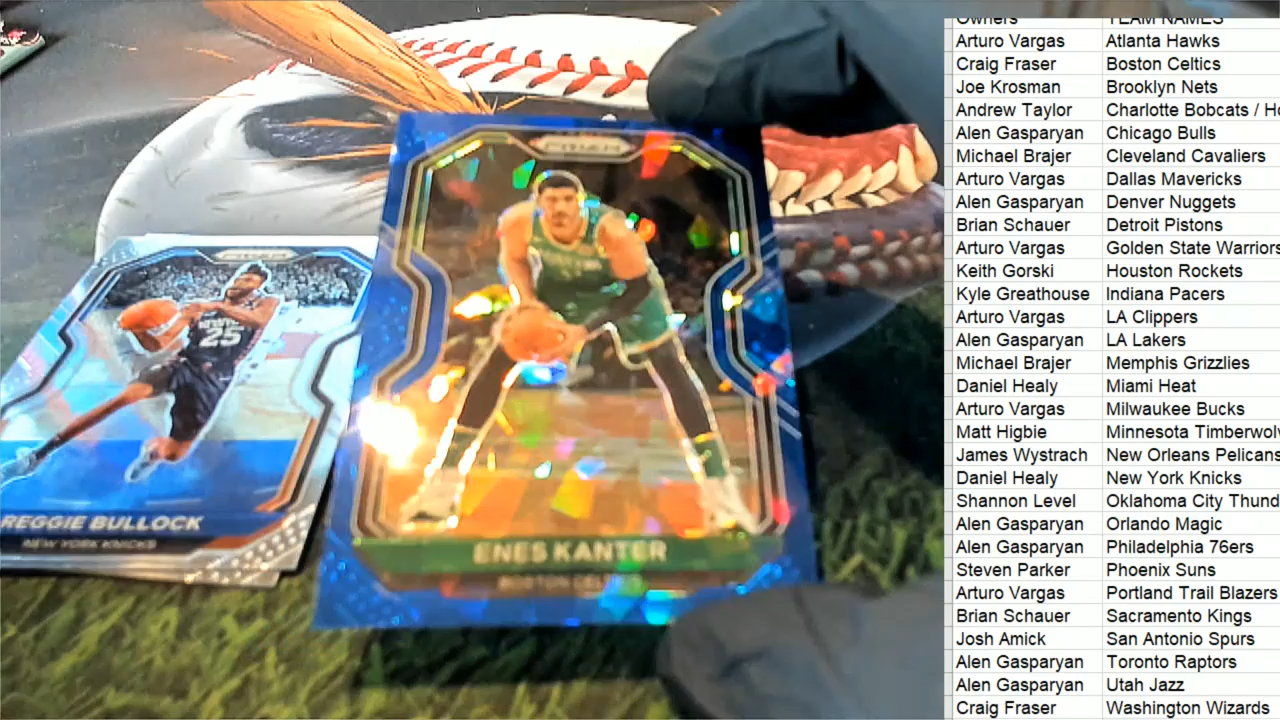 PRIZM
REGGIE BULLOCK
NEW YORK KNICKS
25
ENES KANTER
BOSTON CELTICS
Owners TEAM NAMES
Arturo Vargas Atlanta Hawks
Craig Fraser Boston Celtics
Joe Krosman Brooklyn Nets
Andrew Taylor Charlotte Bobcats / Ho
Alen Gasparyan Chicago Bulls
Michael Brajer Cleveland Cavaliers
Arturo Vargas Dallas Mavericks
Alen Gasparyan Denver Nuggets
Brian Schauer Detroit Pistons
Arturo Vargas Golden State Warriors
Keith Gorski Houston Rockets
Kyle Greathouse Indiana Pacers
Arturo Vargas LA Clippers
Alen Gasparyan LA Lakers
Michael Brajer Memphis Grizzlies
Daniel Healy Miami Heat
Arturo Vargas Milwaukee Bucks
Matt Higbie Minnesota Timberwolv
James Wystrach New Orleans Pelicans
Daniel Healy New York Knicks
Shannon Level Oklahoma City Thund
Alen Gasparyan Orlando Magic
Alen Gasparyan Philadelphia 76ers
Steven Parker Phoenix Suns
Arturo Vargas Portland Trail Blazers
Brian Schauer Sacramento Kings
Josh Amick San Antonio Spurs
Alen Gasparyan Toronto Raptors
Alen Gasparyan Utah Jazz
Craig Fraser Washington Wizards